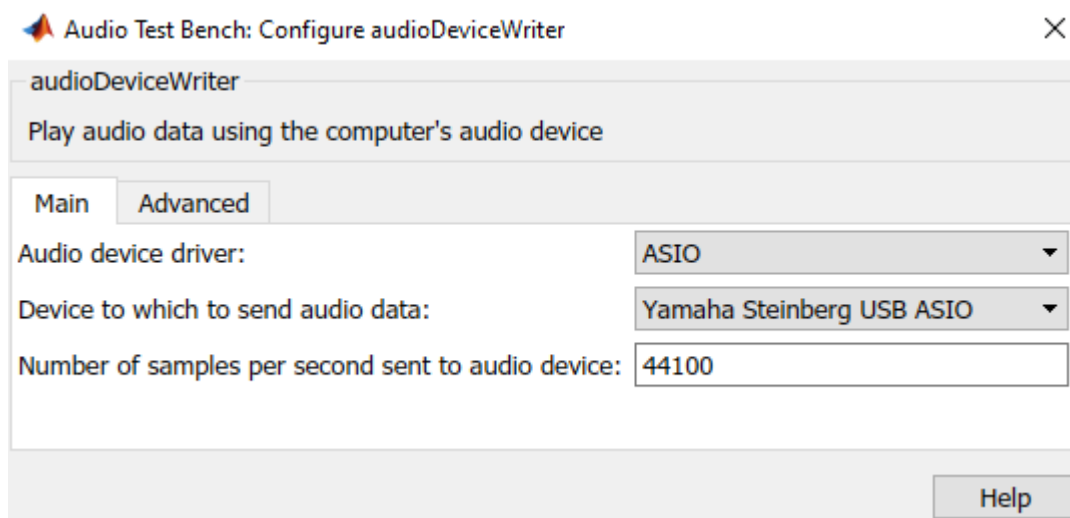 Audio Test Bench: Configure audioDeviceWriter
audioDeviceWriter
Play audio data using the computer's audio device
Main Advanced
Audio device driver: ASIO
Device to which to send audio data: Yamaha Steinberg USB ASIO
Number of samples per second sent to audio device: 44100
Help